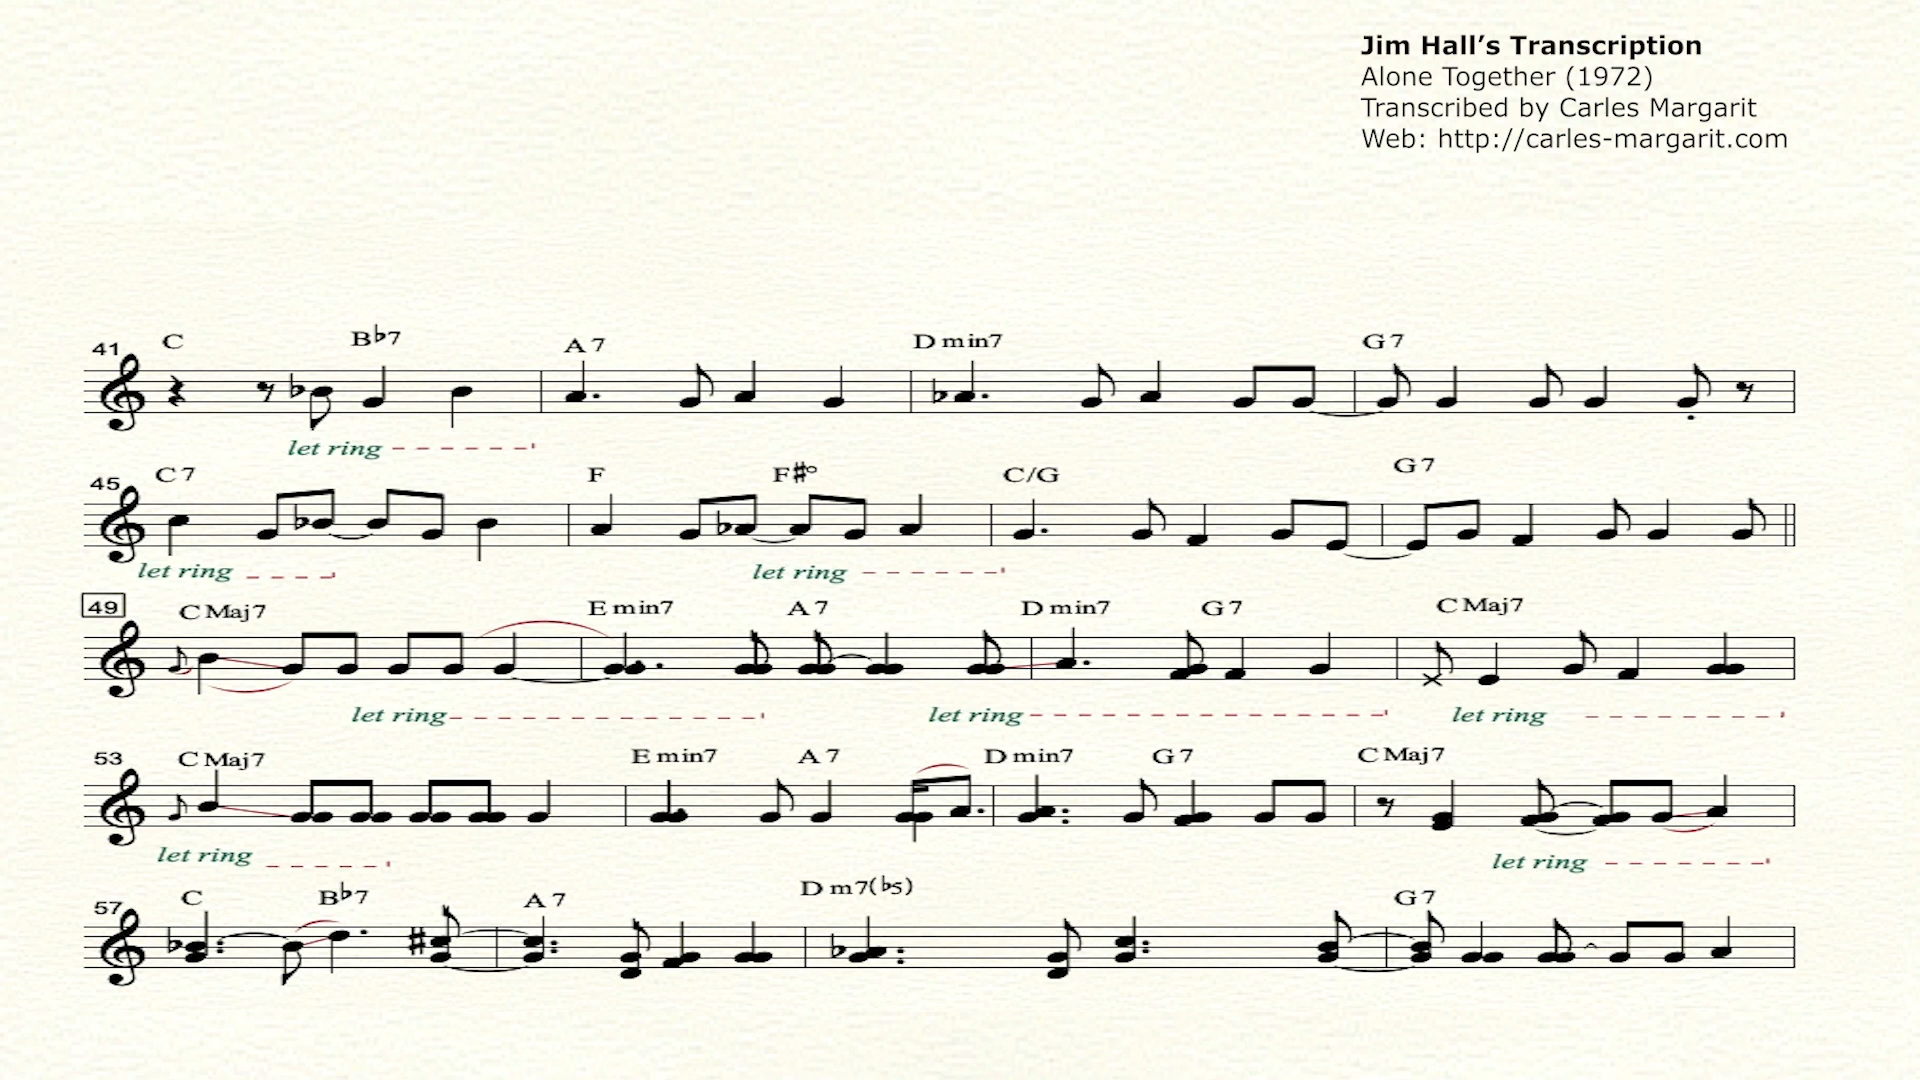 Jim Hall’s Transcription
Alone Together (1972)
Transcribed by Carles Margarit
Web: http://carles-margarit.com
41 C B♭7 A 7 D min7 G 7
let ring
45 C 7 F F♯° C/G G 7
let ring let ring
49 C Maj7 E min7 A 7 D min7 G 7 C Maj7
let ring let ring let ring
53 C Maj7 E min7 A 7 D min7 G 7 C Maj7
let ring let ring
57 C B♭7 A 7 D m7(♭5) G 7